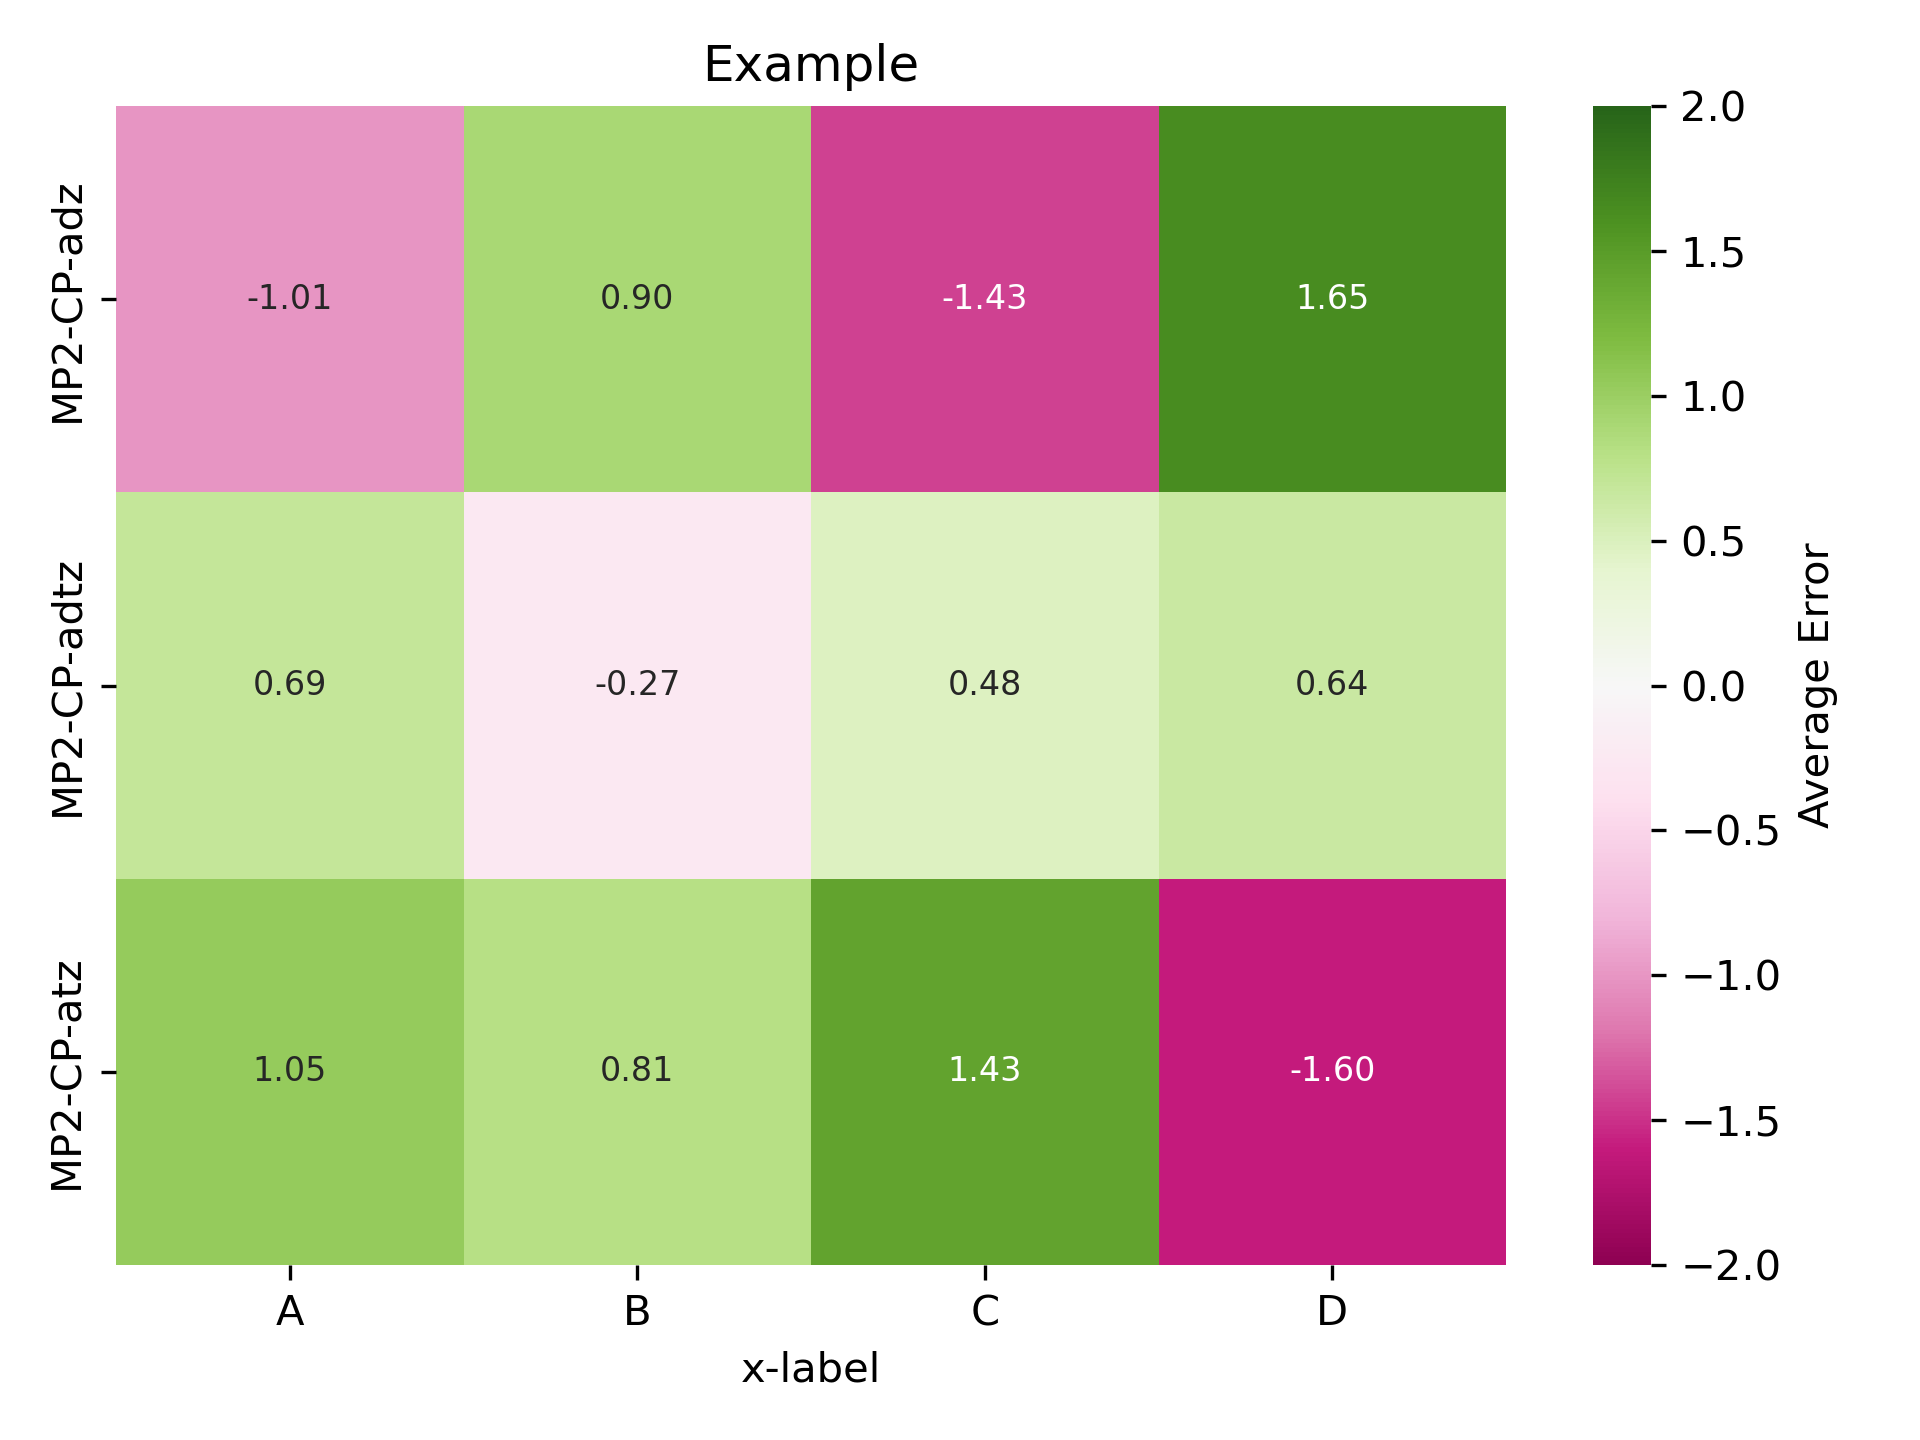 Example
MP2-CP-adz
-1.01 0.90 -1.43 1.65
MP2-CP-adtz
0.69 -0.27 0.48 0.64
MP2-CP-atz
1.05 0.81 1.43 -1.60
A B C D
x-label
2.0
1.5
1.0
0.5
0.0
−0.5
−1.0
−1.5
−2.0
Average Error